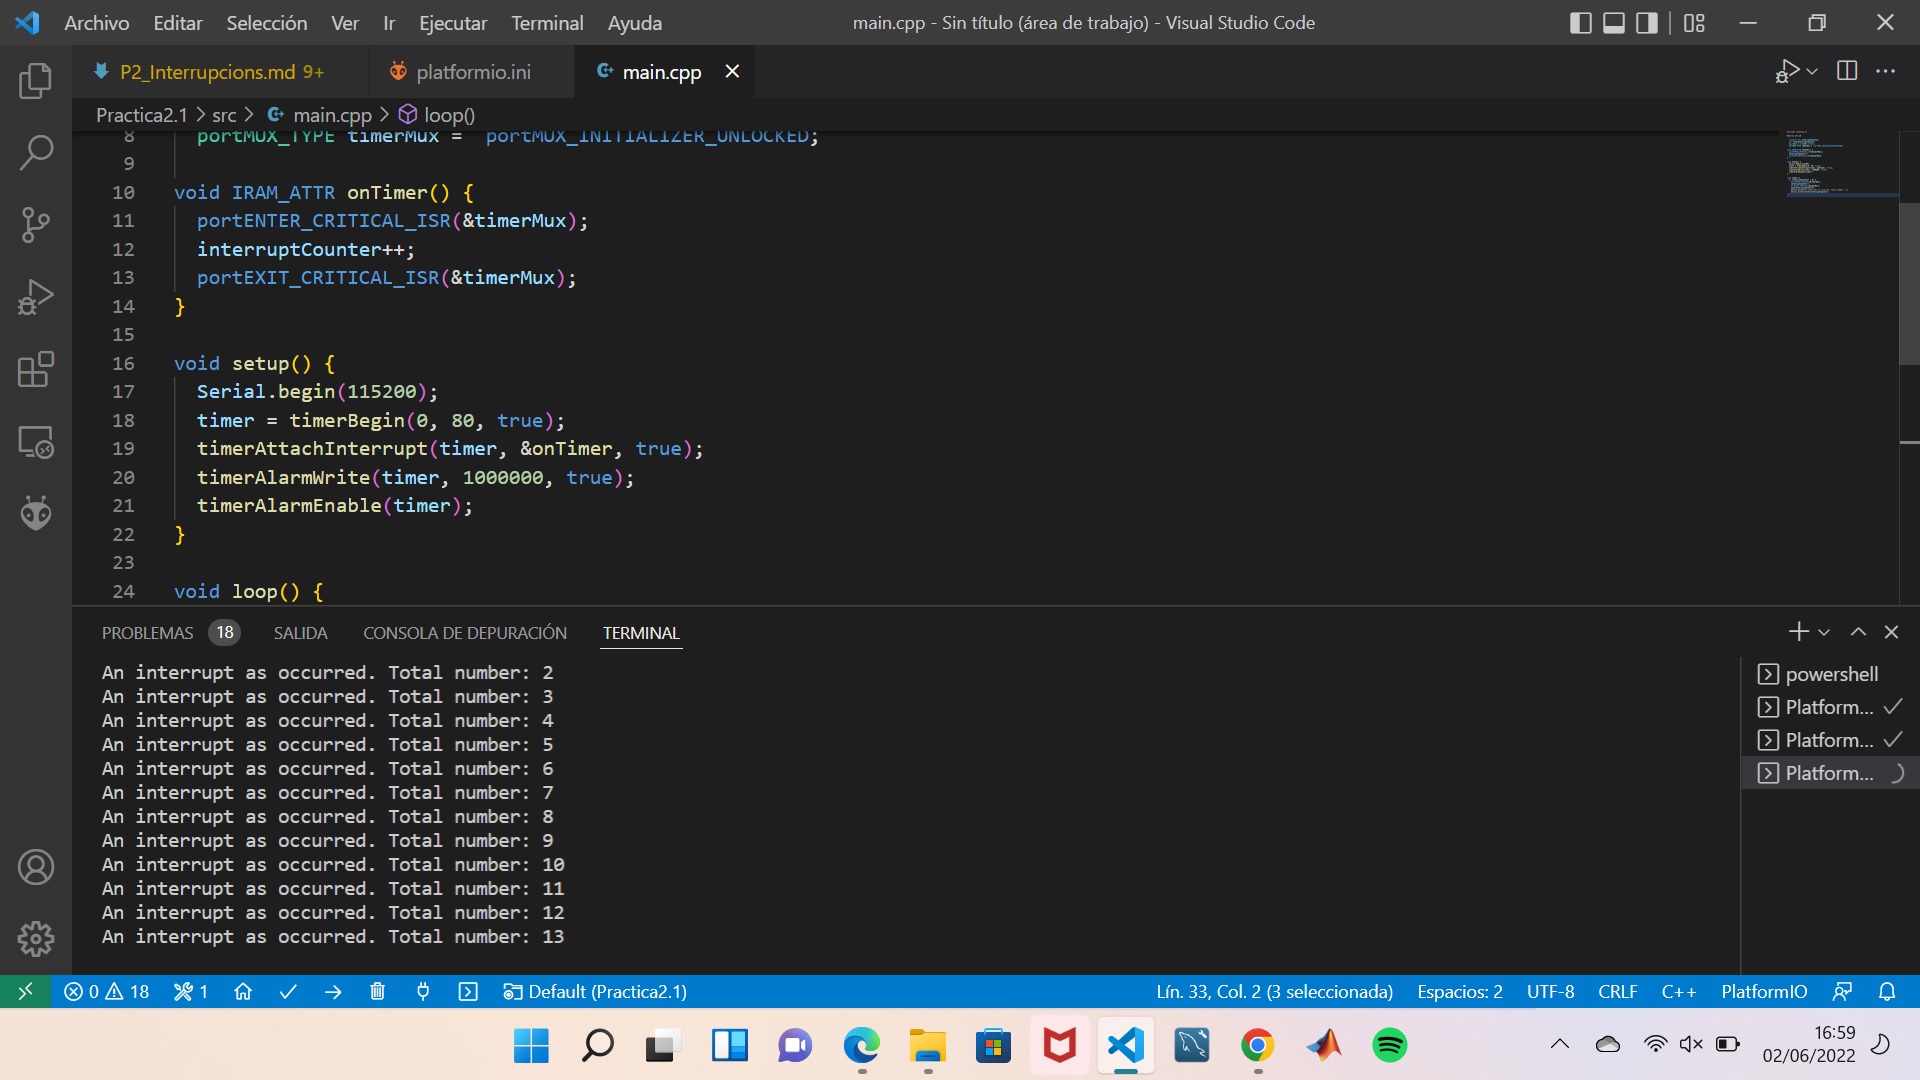 Archivo Editar Selección Ver Ir Ejecutar Terminal Ayuda main.cpp - Sin título (área de trabajo) - Visual Studio Code
P2_Interrupcions.md 9+ platformio.ini main.cpp
Practica2.1 > src > main.cpp > loop()
8 portMUX_TYPE timerMux = portMUX_INITIALIZER_UNLOCKED;
9
10 void IRAM_ATTR onTimer() {
11 portENTER_CRITICAL_ISR(&timerMux);
12 interruptCounter++;
13 portEXIT_CRITICAL_ISR(&timerMux);
14 }
15
16 void setup() {
17 Serial.begin(115200);
18 timer = timerBegin(0, 80, true);
19 timerAttachInterrupt(timer, &onTimer, true);
20 timerAlarmWrite(timer, 1000000, true);
21 timerAlarmEnable(timer);
22 }
23
24 void loop() {
PROBLEMAS 18 SALIDA CONSOLA DE DEPURACIÓN TERMINAL
An interrupt as occurred. Total number: 2
An interrupt as occurred. Total number: 3
An interrupt as occurred. Total number: 4
An interrupt as occurred. Total number: 5
An interrupt as occurred. Total number: 6
An interrupt as occurred. Total number: 7
An interrupt as occurred. Total number: 8
An interrupt as occurred. Total number: 9
An interrupt as occurred. Total number: 10
An interrupt as occurred. Total number: 11
An interrupt as occurred. Total number: 12
An interrupt as occurred. Total number: 13
powershell
Platform...
Platform...
Platform...
0 18 1 Default (Practica2.1) Lín. 33, Col. 2 (3 seleccionada) Espacios: 2 UTF-8 CRLF C++ PlatformIO
16:59
02/06/2022